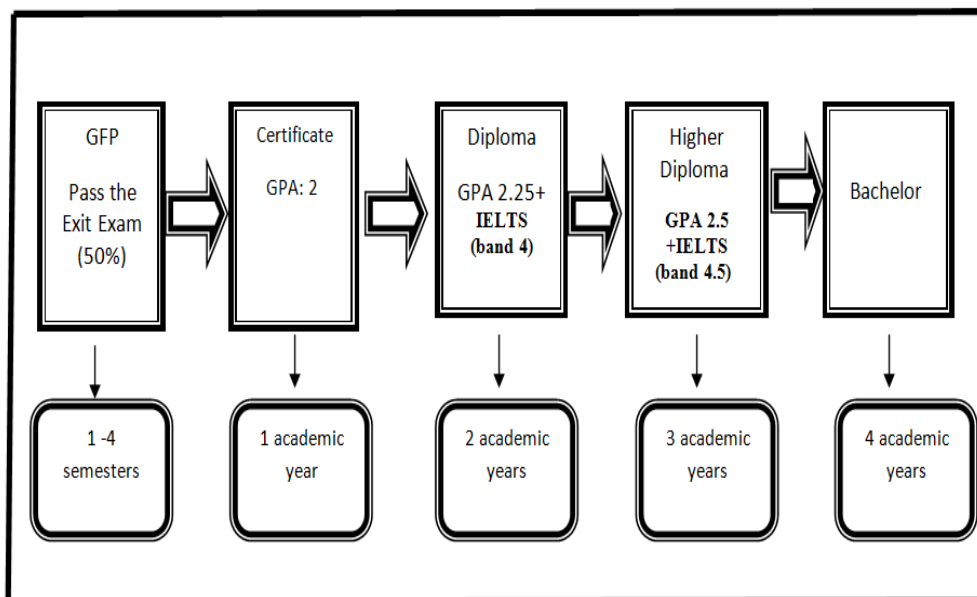 GFP
Pass the
Exit Exam
(50%)
Certificate
GPA: 2
Diploma
GPA 2.25+
IELTS
(band 4)
Higher
Diploma
GPA 2.5
+IELTS
(band 4.5)
Bachelor
1 -4
semesters
1 academic
year
2 academic
years
3 academic
years
4 academic
years